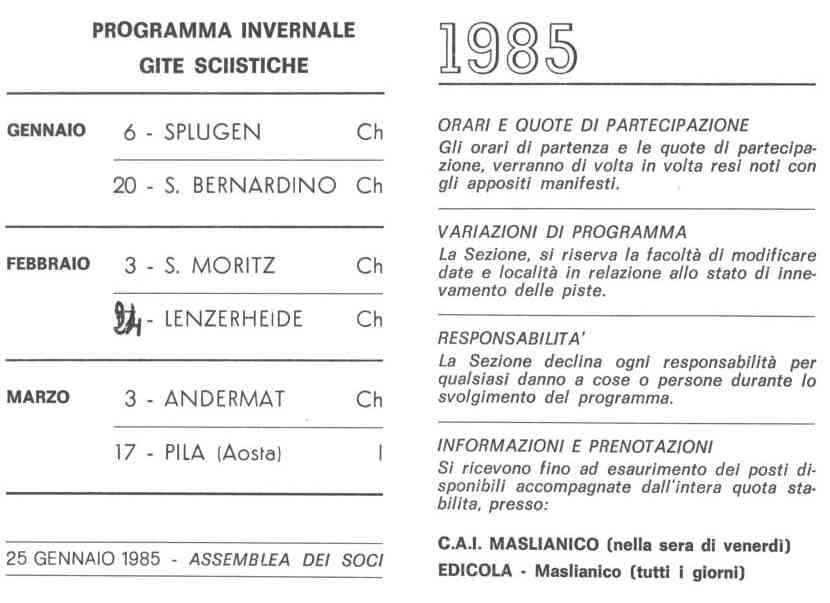 PROGRAMMA INVERNALE
GITE SCIISTICHE
GENNAIO 6 - SPLUGEN Ch
20 - S. BERNARDINO Ch
FEBBRAIO 3 - S. MORITZ Ch
- LENZERHEIDE Ch
MARZO 3 - ANDERMAT Ch
17 - PILA (Aosta) I
25 GENNAIO 1985 - ASSEMBLEA DEI SOCI
1985
ORARI E QUOTE DI PARTECIPAZIONE
Gli orari di partenza e le quote di partecipa-
zione, verranno di volta in volta resi noti con
gli appositi manifesti.
VARIAZIONI DI PROGRAMMA
La Sezione, si riserva la facoltà di modificare
date e località in relazione allo stato di inne-
vamento delle piste.
RESPONSABILITA'
La Sezione declina ogni responsabilità per
qualsiasi danno a cose o persone durante lo
svolgimento del programma.
INFORMAZIONI E PRENOTAZIONI
Si ricevono fino ad esaurimento dei posti di-
sponibili accompagnate dall'intera quota sta-
bilita, presso:
C.A.I. MASLIANICO (nella sera di venerdì)
EDICOLA - Maslianico (tutti i giorni)